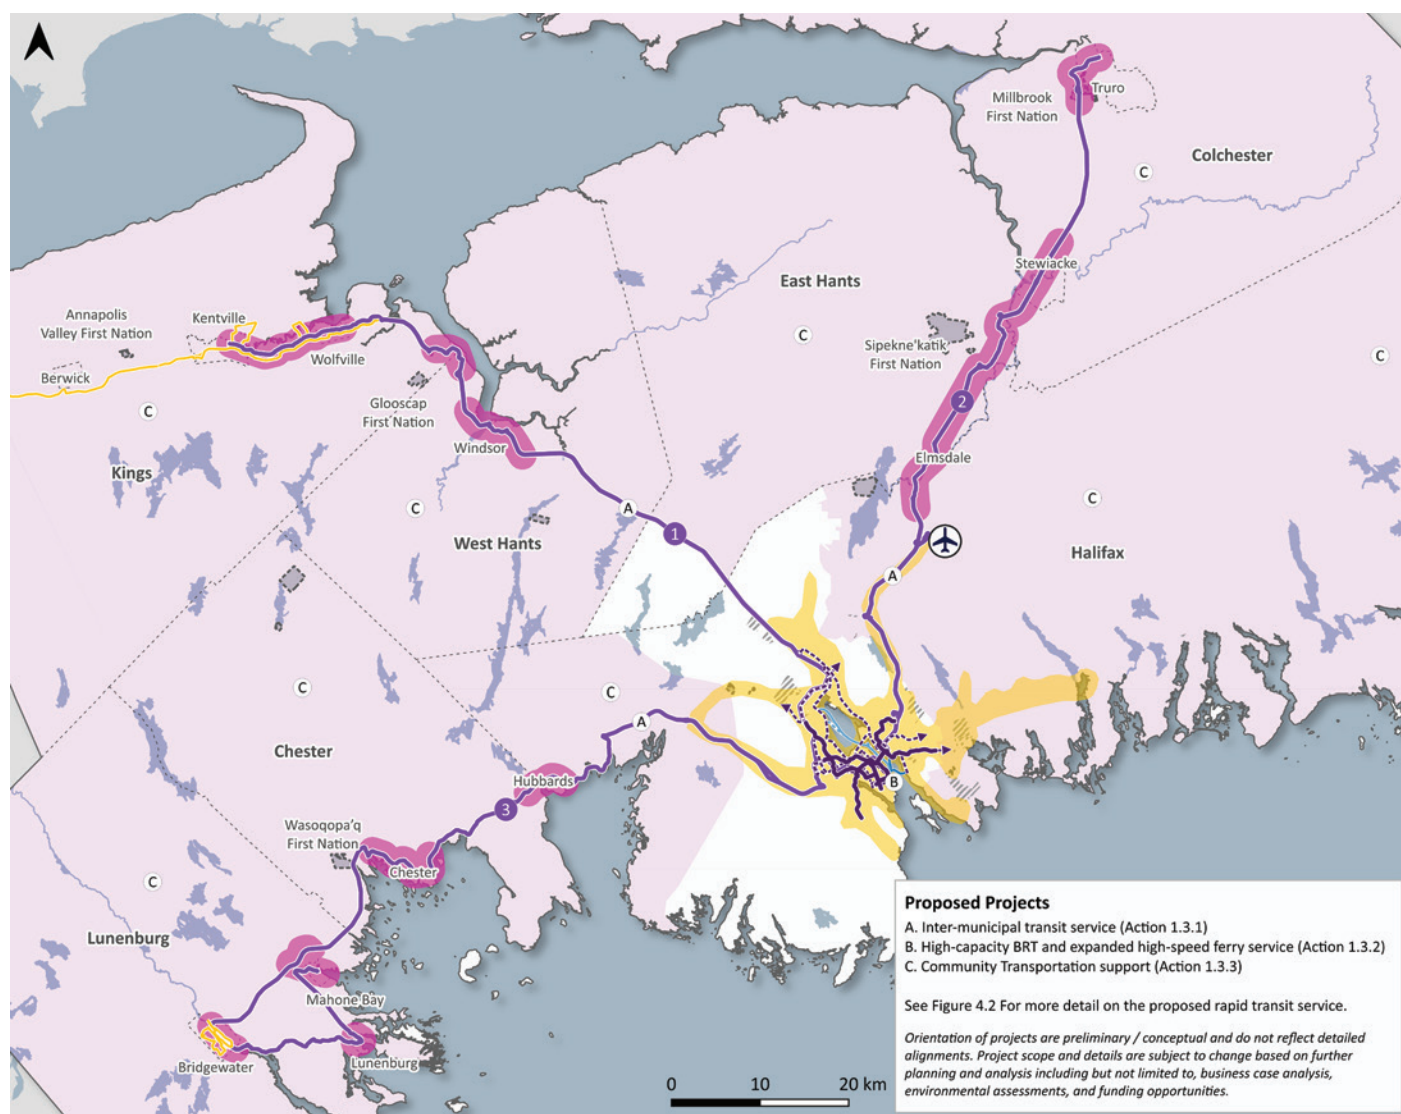 Truro
Millbrook
First Nation
Colchester
C
Stewiacke
East Hants
Annapolis
Valley First Nation
Kentville
C
Sipekne'katik
First Nation
C
Wolfville
Berwick
C
Glooscap
First Nation
2
Windsor
Elmsdale
Kings
C
A
C
West Hants
1
Halifax
A
C
C
A
Chester
B
Hubbards
3
Wasoqopa'q
First Nation
Chester
C
Lunenburg
Mahone Bay
Bridgewater
Lunenburg
0 10 20 km
Proposed Projects
A. Inter-municipal transit service (Action 1.3.1)
B. High-capacity BRT and expanded high-speed ferry service (Action 1.3.2)
C. Community Transportation support (Action 1.3.3)
See Figure 4.2 For more detail on the proposed rapid transit service.
Orientation of projects are preliminary / conceptual and do not reflect detailed
alignments. Project scope and details are subject to change based on further
planning and analysis including but not limited to, business case analysis,
environmental assessments, and funding opportunities.